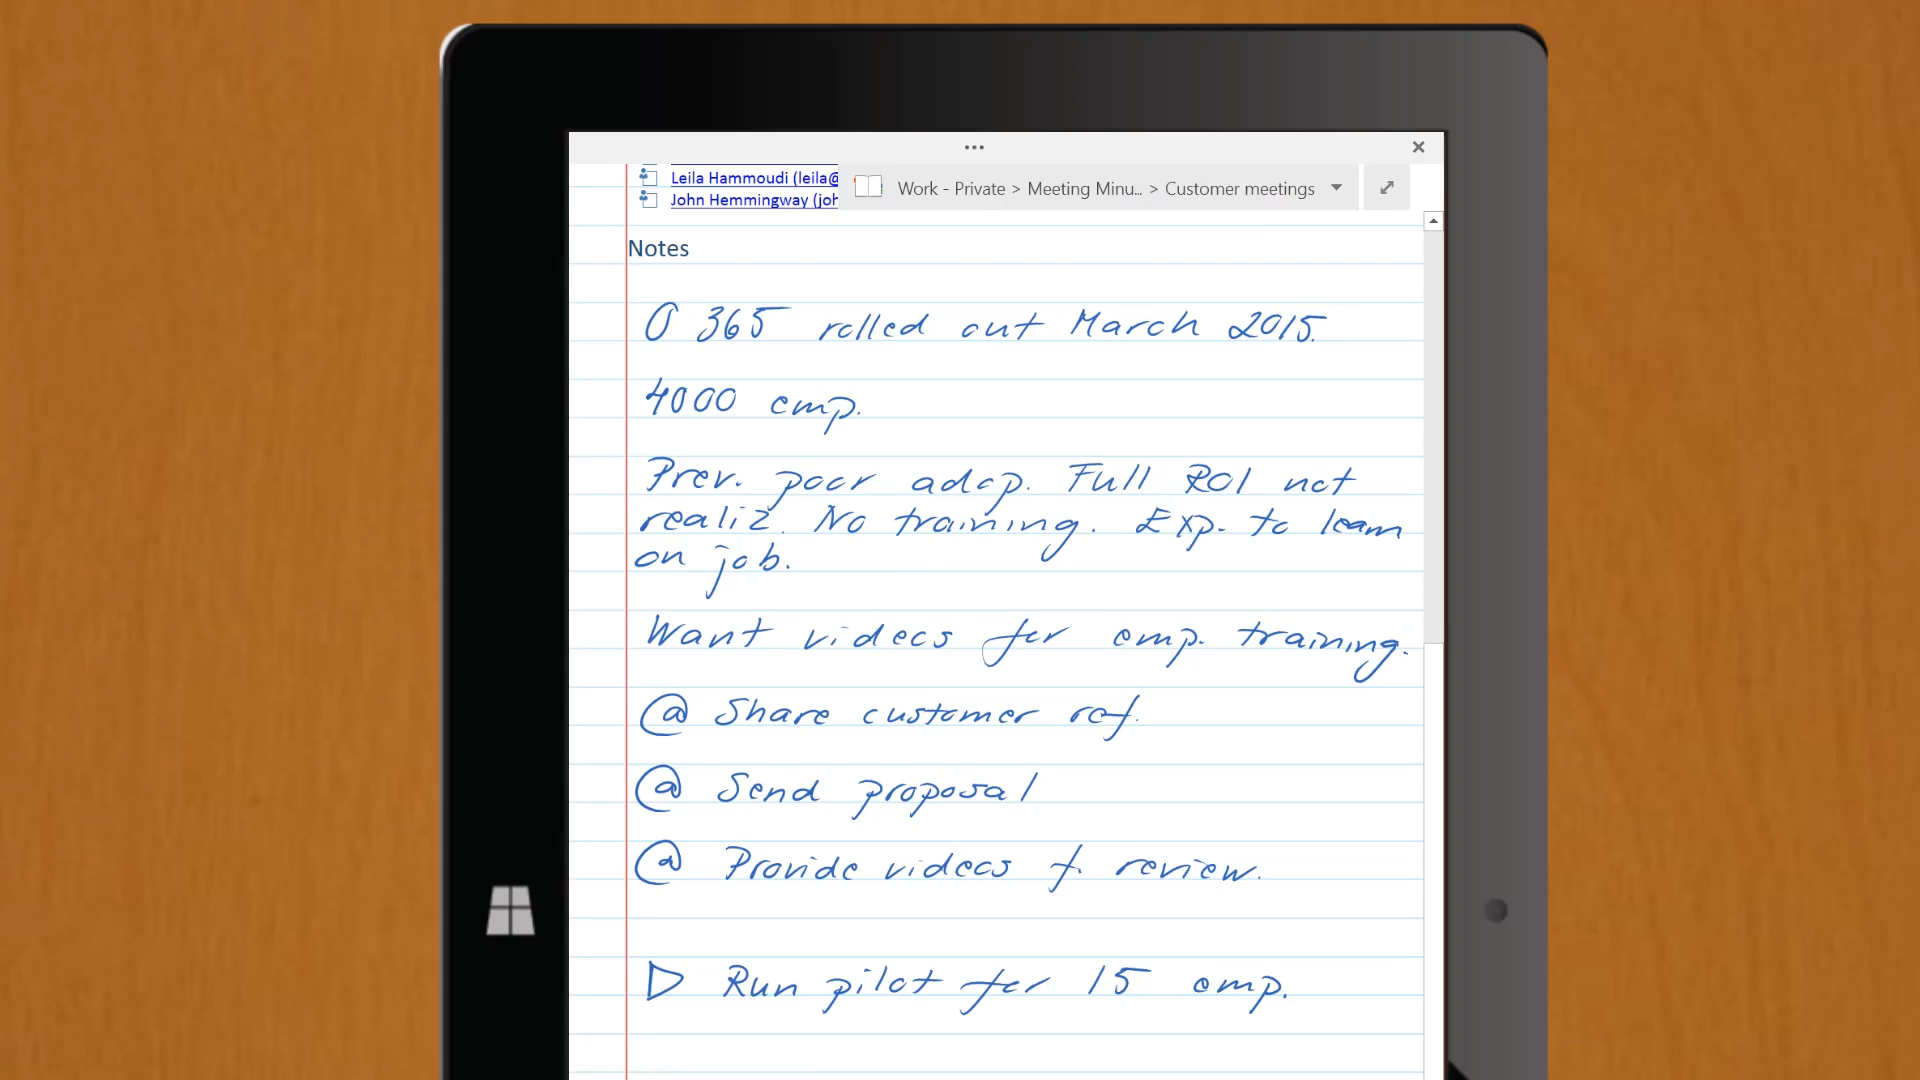 Leila Hammoudi (leila@
John Hemmingway (joh
Work - Private > Meeting Minu... > Customer meetings
Notes
O 365 rolled out March 2015.
4000 emp.
Prev. poor adop. Full ROI not
realiz. No training. Exp. to learn
on job.
Want videos for emp. training.
@ Share customer ref.
@ Send proposal
@ Provide videos f. review.
▷ Run pilot for 15 emp.